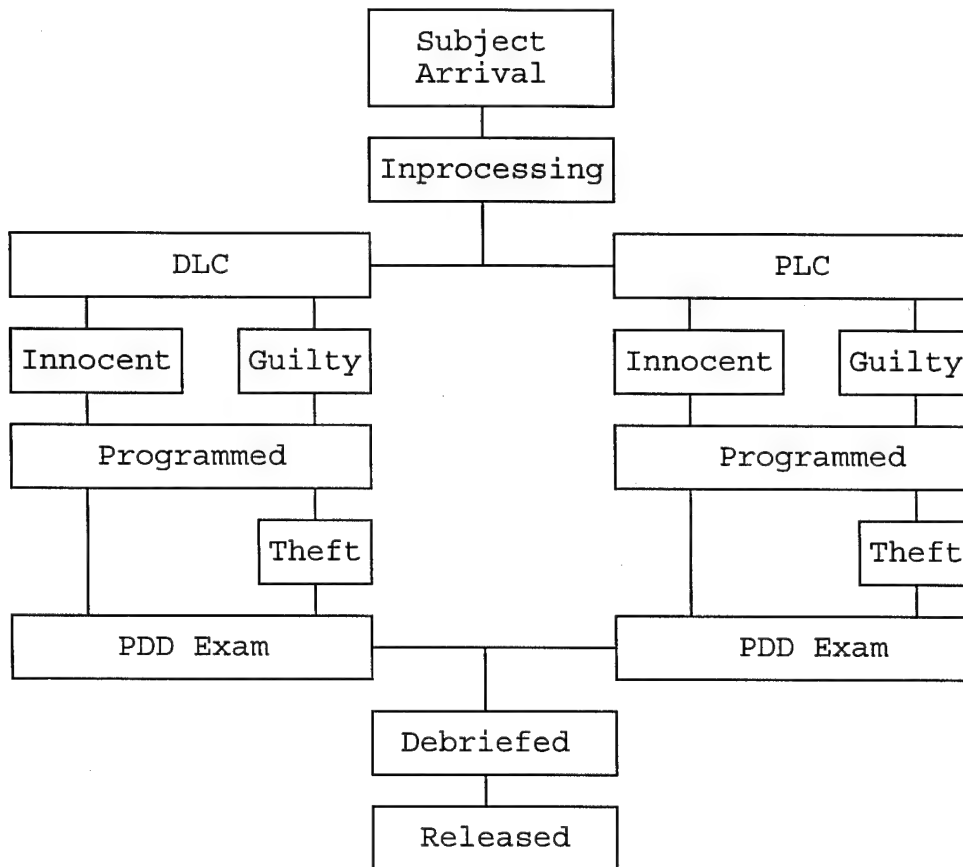 Subject
Arrival
Inprocessing
DLC
PLC
Innocent
Guilty
Innocent
Guilty
Programmed
Programmed
Theft
Theft
PDD Exam
PDD Exam
Debriefed
Released